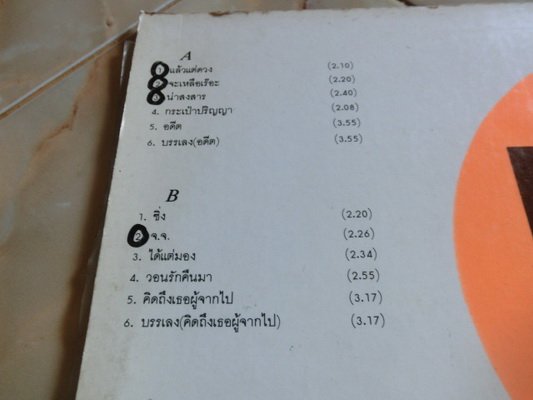 A
1. แล้วแต่ดวง (2.10)
2. จะเหลือเร้อะ (2.20)
3. น่าสงสาร (2.40)
4. กระเป๋าปริญญา (2.08)
5. อดีต (3.55)
6. บรรเลง(อดีต) (3.55)
B
1. ซิ่ง (2.20)
2. จ.จ. (2.26)
3. ได้แต่มอง (2.34)
4. วอนรักคืนมา (2.55)
5. คิดถึงเธอผู้จากไป (3.17)
6. บรรเลง(คิดถึงเธอผู้จากไป) (3.17)